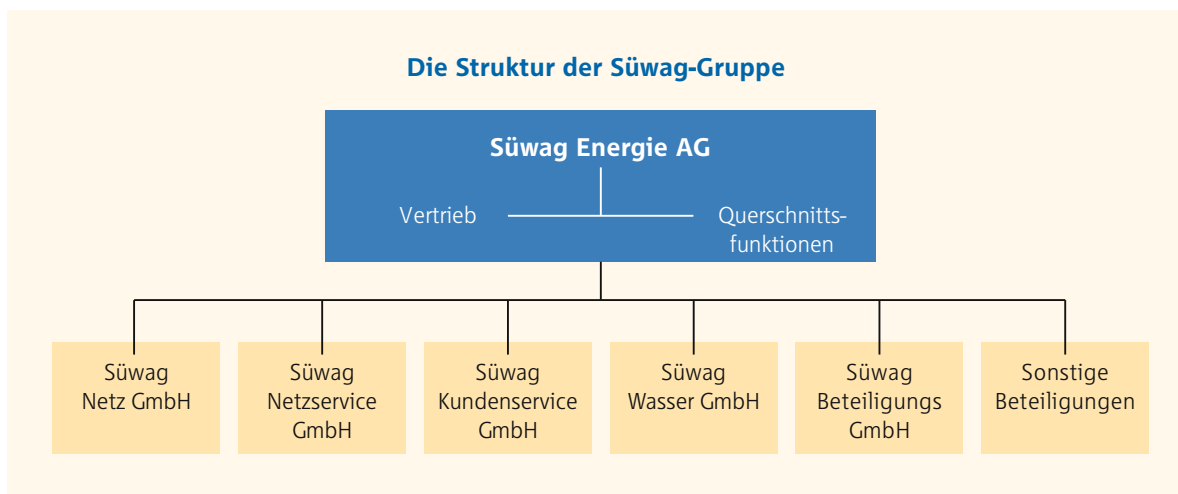 Die Struktur der Süwag-Gruppe
Süwag Energie AG
Vertrieb
Querschnitts-
funktionen
Süwag
Netz GmbH
Süwag
Netzservice
GmbH
Süwag
Kundenservice
GmbH
Süwag
Wasser GmbH
Süwag
Beteiligungs
GmbH
Sonstige
Beteiligungen